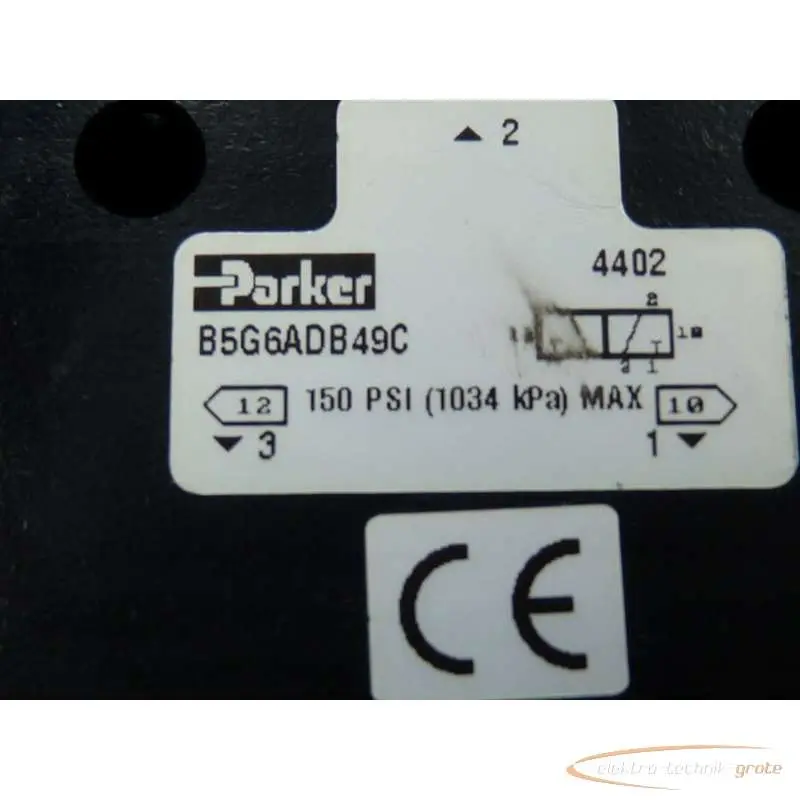 ▲ 2
Parker
4402
B5G6ADB49C
2
10
3 1
12 150 PSI (1034 kPa) MAX 10
▼ 3
1 ▼
CE
elektro-technik-grote